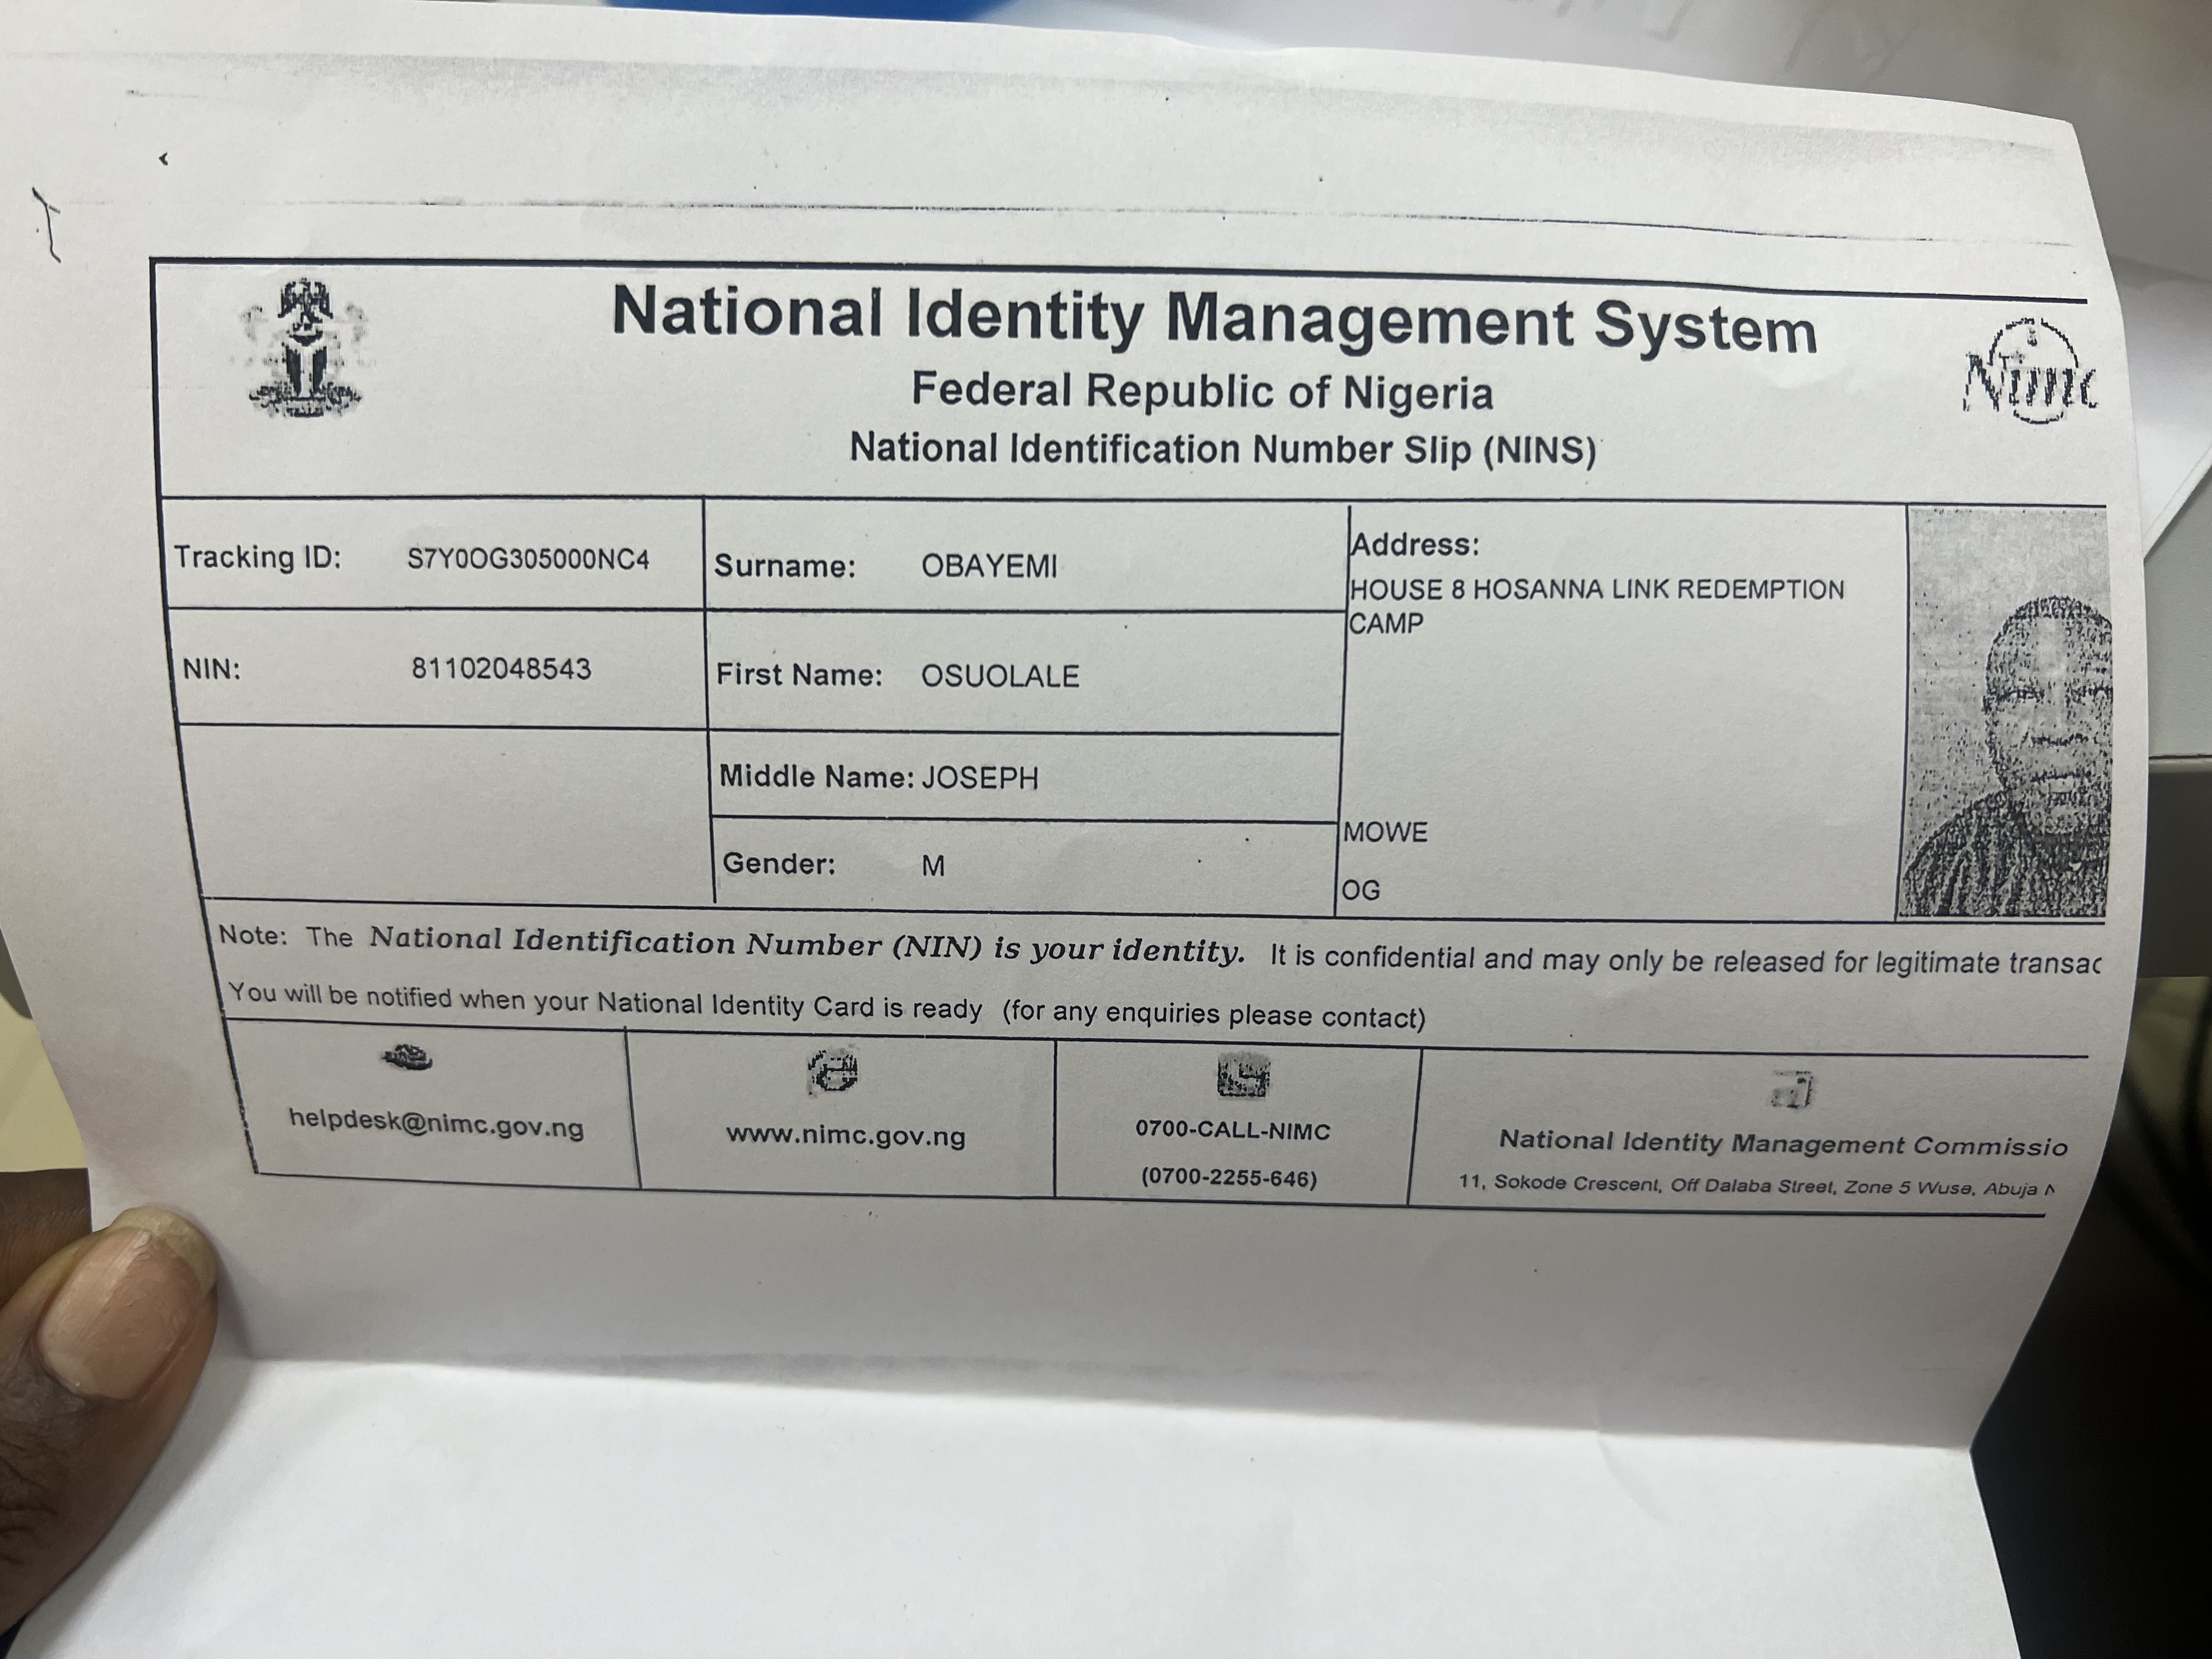 National Identity Management System
Federal Republic of Nigeria
National Identification Number Slip (NINS)
Nimc
Tracking ID: S7Y0OG305000NC4
Surname: OBAYEMI
Address:
HOUSE 8 HOSANNA LINK REDEMPTION
CAMP
NIN: 81102048543
First Name: OSUOLALE
Middle Name: JOSEPH
MOWE
Gender: M
OG
Note: The National Identification Number (NIN) is your identity. It is confidential and may only be released for legitimate transac
You will be notified when your National Identity Card is ready (for any enquiries please contact)
helpdesk@nimc.gov.ng
www.nimc.gov.ng
0700-CALL-NIMC
(0700-2255-646)
National Identity Management Commissio
11, Sokode Crescent, Off Dalaba Street, Zone 5 Wuse, Abuja N